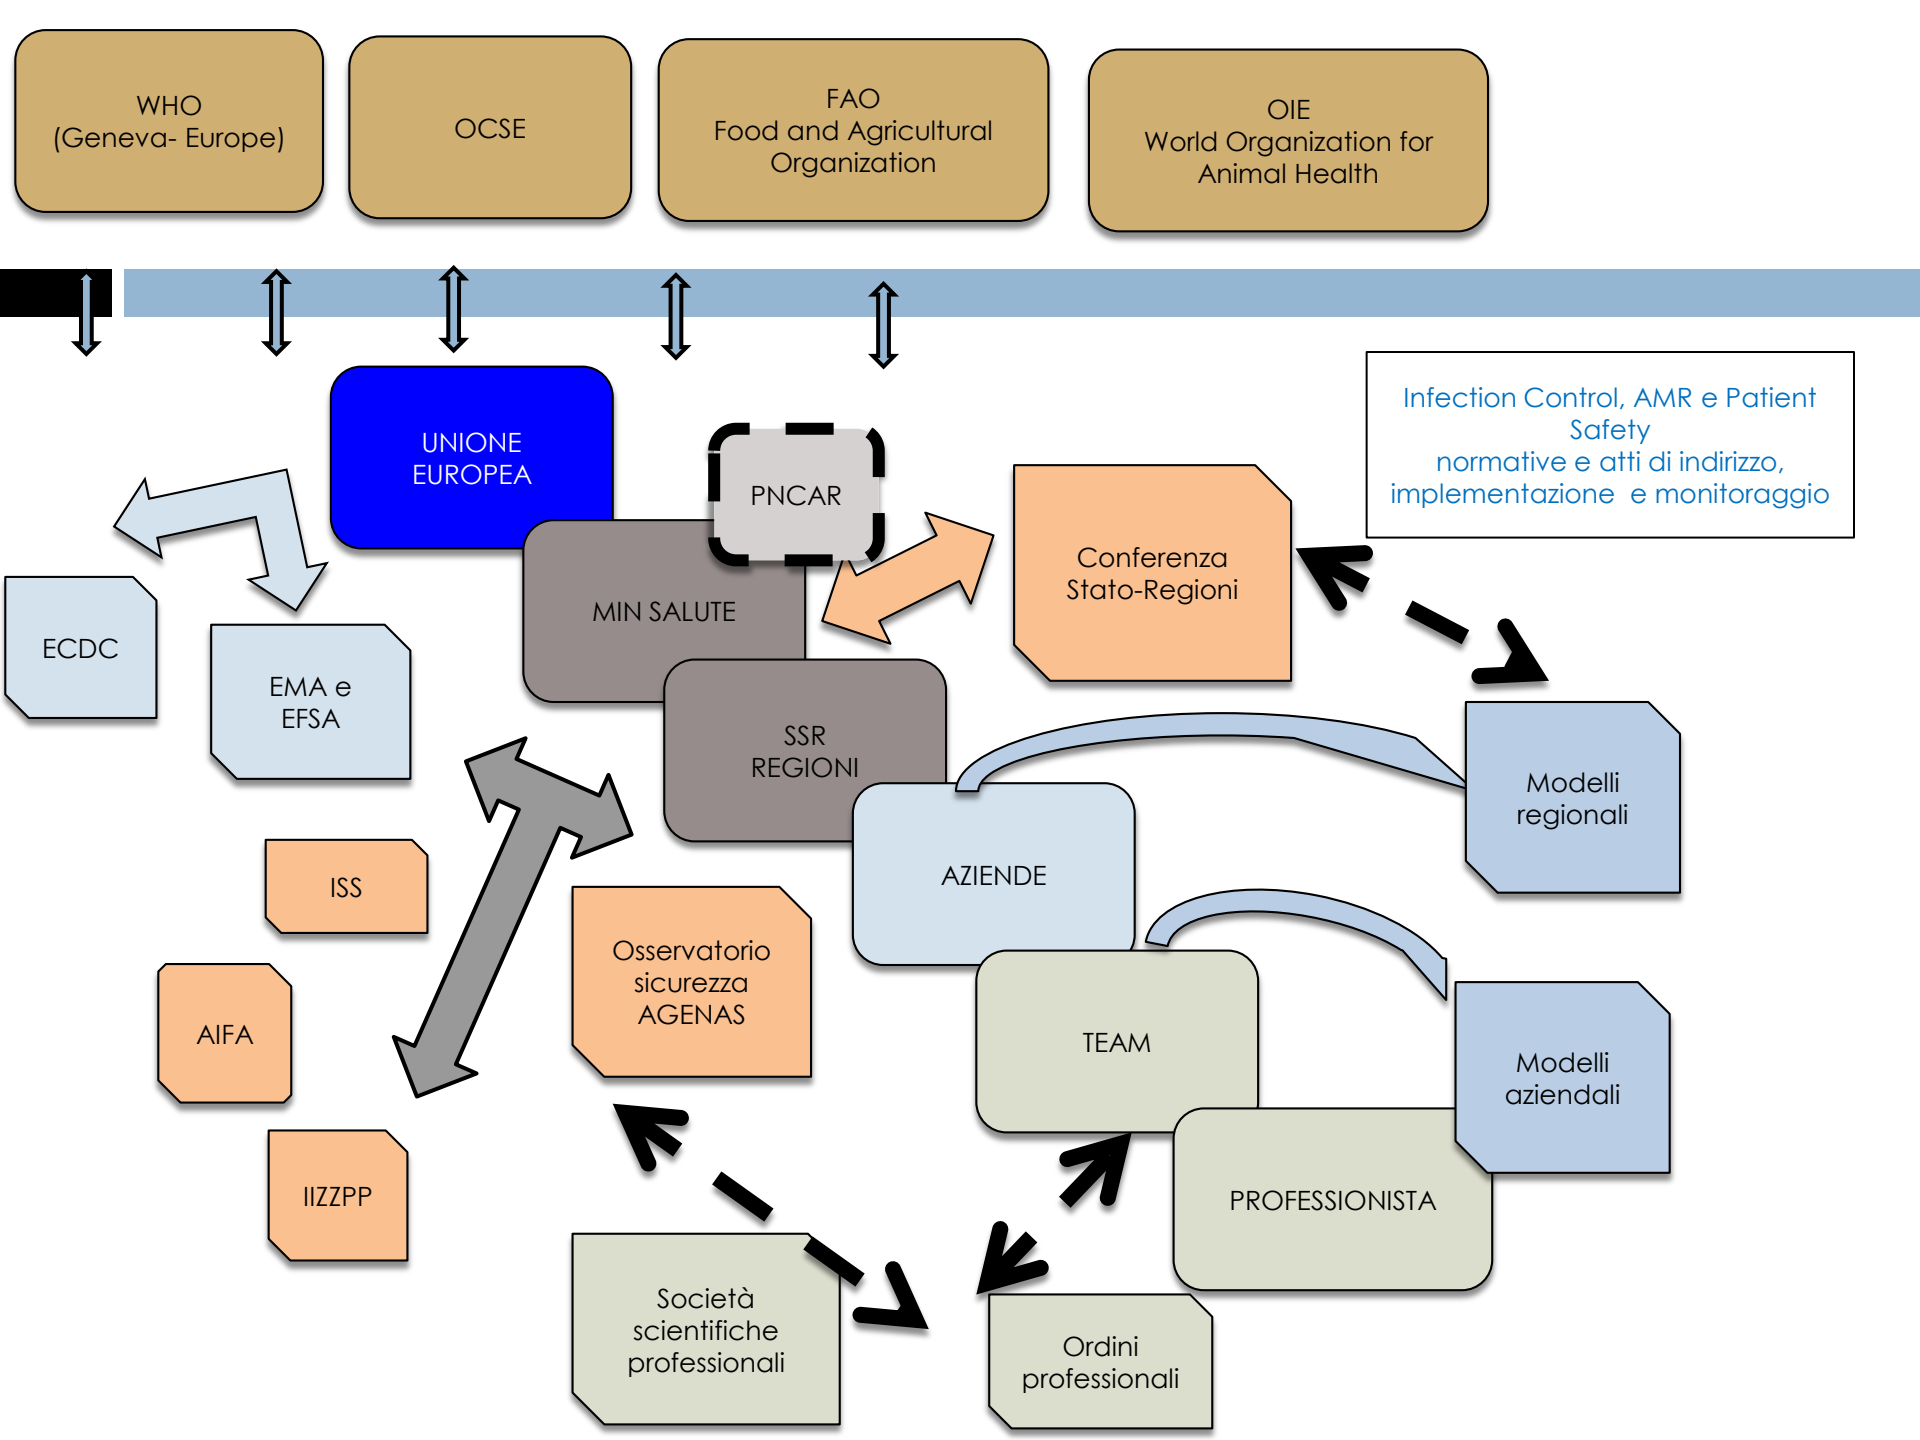 WHO
(Geneva- Europe)
OCSE
FAO
Food and Agricultural
Organization
OIE
World Organization for
Animal Health
Infection Control, AMR e Patient
Safety
normative e atti di indirizzo,
implementazione  e monitoraggio
UNIONE
EUROPEA
PNCAR
Conferenza
Stato-Regioni
MIN SALUTE
ECDC
EMA e
EFSA
SSR
REGIONI
Modelli
regionali
AZIENDE
ISS
Osservatorio
sicurezza
AGENAS
AIFA
TEAM
Modelli
aziendali
IIZZPP
PROFESSIONISTA
Società
scientifiche
professionali
Ordini
professionali